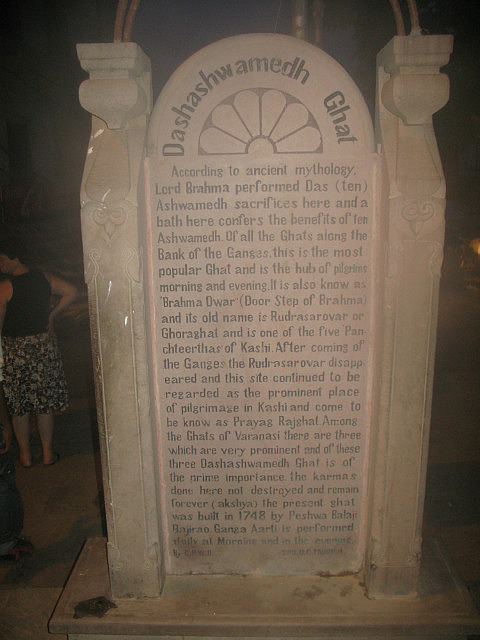 Dashashwamedh Ghat
According to ancient mythology,
Lord Brahma performed Das (ten)
Ashwamedh sacrifices here and a
bath here confers the benefits of ten
Ashwamedh. Of all the Ghats along the
Bank of the Ganges, this is the most
popular Ghat and is the hub of pilgrims
morning and evening. It is also know as
'Brahma Dwar' (Door Step of Brahma)
and its old name is Rudrasarovar or
Ghoraghat and is one of the five 'Pan
chteerthas of Kashi. After coming of
the Ganges the Rudrasarovar disapp
eared and this site continued to be
regarded as the prominent place
of pilgrimage in Kashi and come to
be know as Prayag Rajghat. Among
the Ghats of Varanasi there are three
which are very prominent and of these
three Dashashwamedh Ghat is of
the prime importance. the karmas
done here not destroyed and remain
forever (akshya) the present ghat
was built in 1748 by Peshwa Balaji
Bajirao. Ganga Aarti is performed
daily at Morning and in the evening.